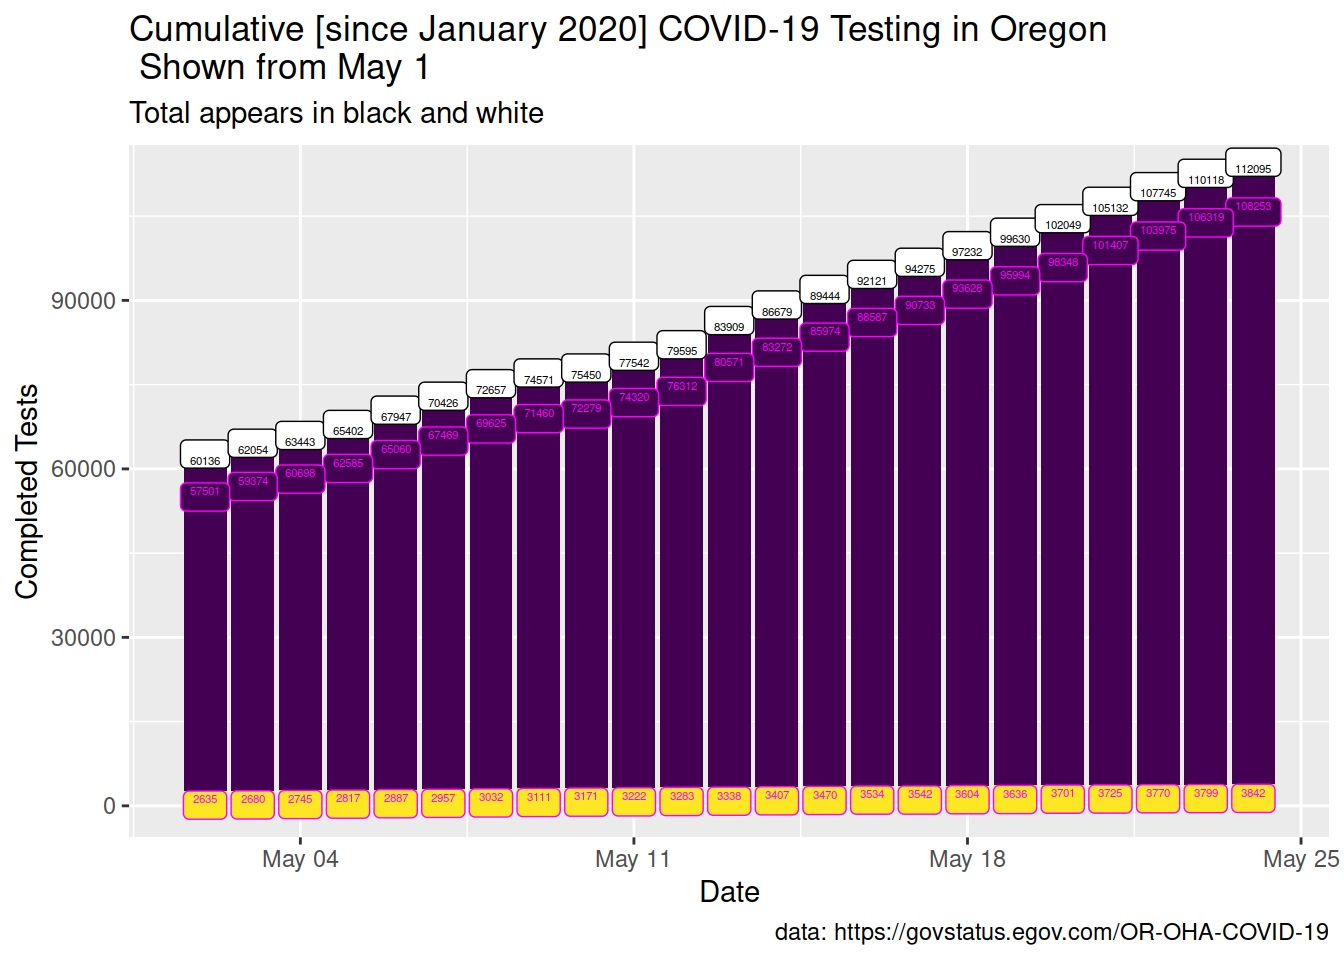 Cumulative [since January 2020] COVID-19 Testing in Oregon
Shown from May 1
Total appears in black and white
Completed Tests
90000
60000
30000
0
60136 62054 63443 65402 67947 70426 72657 74571 75450 77542 79595 83909 86679 89444 92121 94275 97232 99630 102049 105132 107745 110118 112095
57501 59374 60698 62585 65060 67469 69625 71460 72279 74320 76312 80571 83272 85974 88587 90733 93628 95994 98348 101407 103975 106319 108253
2635 2680 2745 2817 2887 2957 3032 3111 3171 3222 3283 3338 3407 3470 3534 3542 3604 3636 3701 3725 3770 3799 3842
May 04 May 11 May 18 May 25
Date
data: https://govstatus.egov.com/OR-OHA-COVID-19